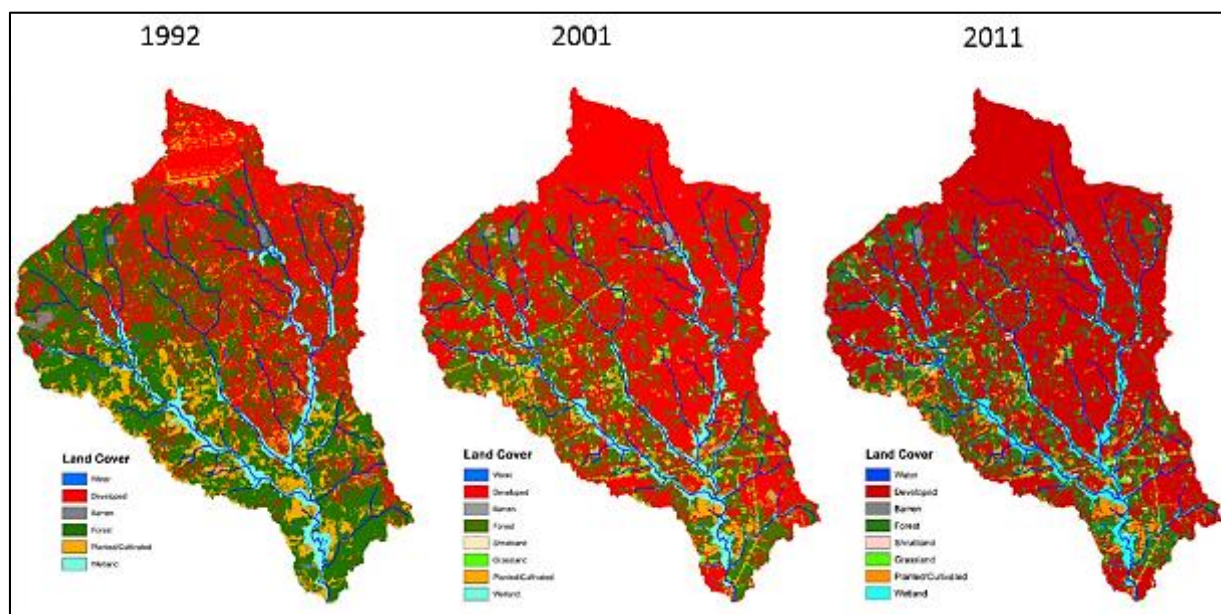 1992
2001
2011
Land Cover
Water
Developed
Barren
Forest
Planted/Cultivated
Wetland
Land Cover
Water
Developed
Barren
Forest
Shrubland
Grassland
Planted/Cultivated
Wetland
Land Cover
Water
Developed
Barren
Forest
Shrubland
Grassland
Planted/Cultivated
Wetland